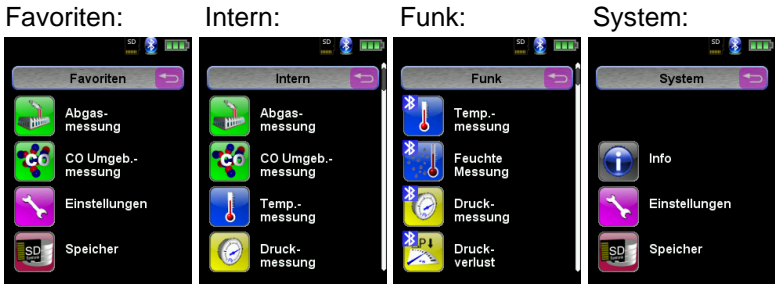 Favoriten:
SD
Favoriten
Abgas-
messung
CO
CO Umgeb.-
messung
Einstellungen
SD
Speicher
Intern:
SD
Intern
Abgas-
messung
CO
CO Umgeb.-
messung
Temp.-
messung
Druck-
messung
Funk:
SD
Funk
Temp.-
messung
Feuchte
Messung
Druck-
messung
P
Druck-
verlust
System:
SD
System
i
Info
Einstellungen
SD
Speicher